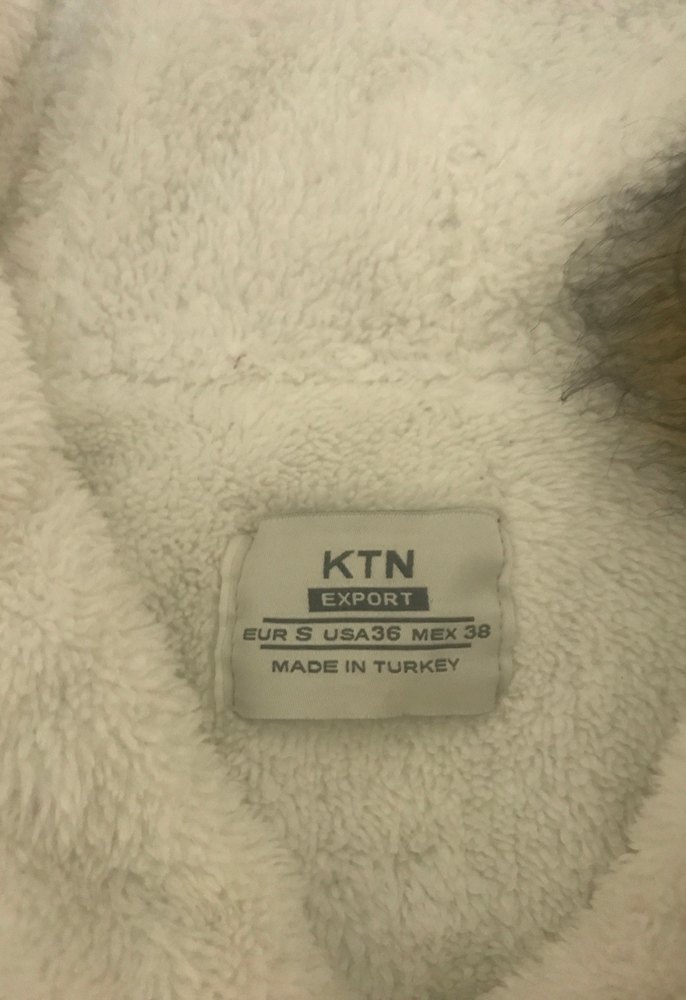 KTN
EXPORT
EUR S USA36 MEX 38
MADE IN TURKEY